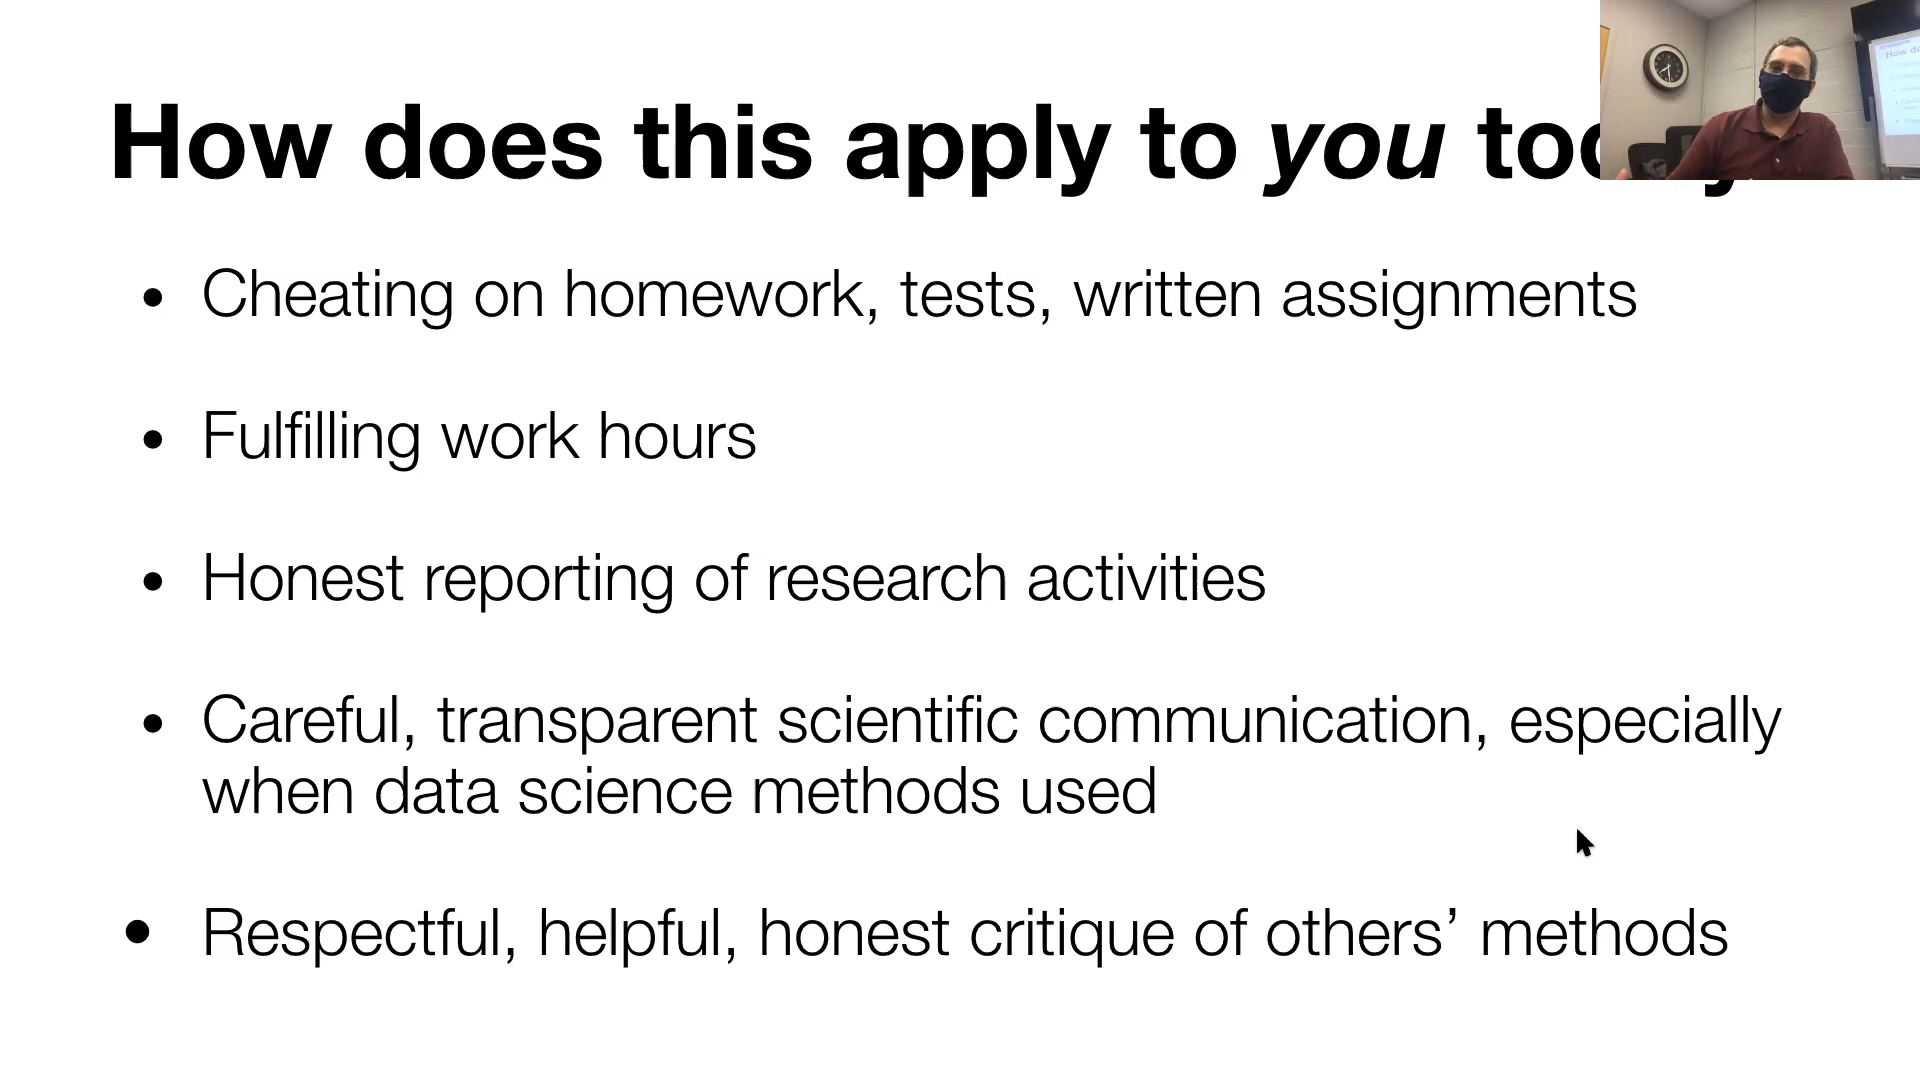 How does this apply to you
• Cheating on homework, tests, written assignments
• Fulfilling work hours
• Honest reporting of research activities
• Careful, transparent scientific communication, especially
when data science methods used
• Respectful, helpful, honest critique of others’ methods